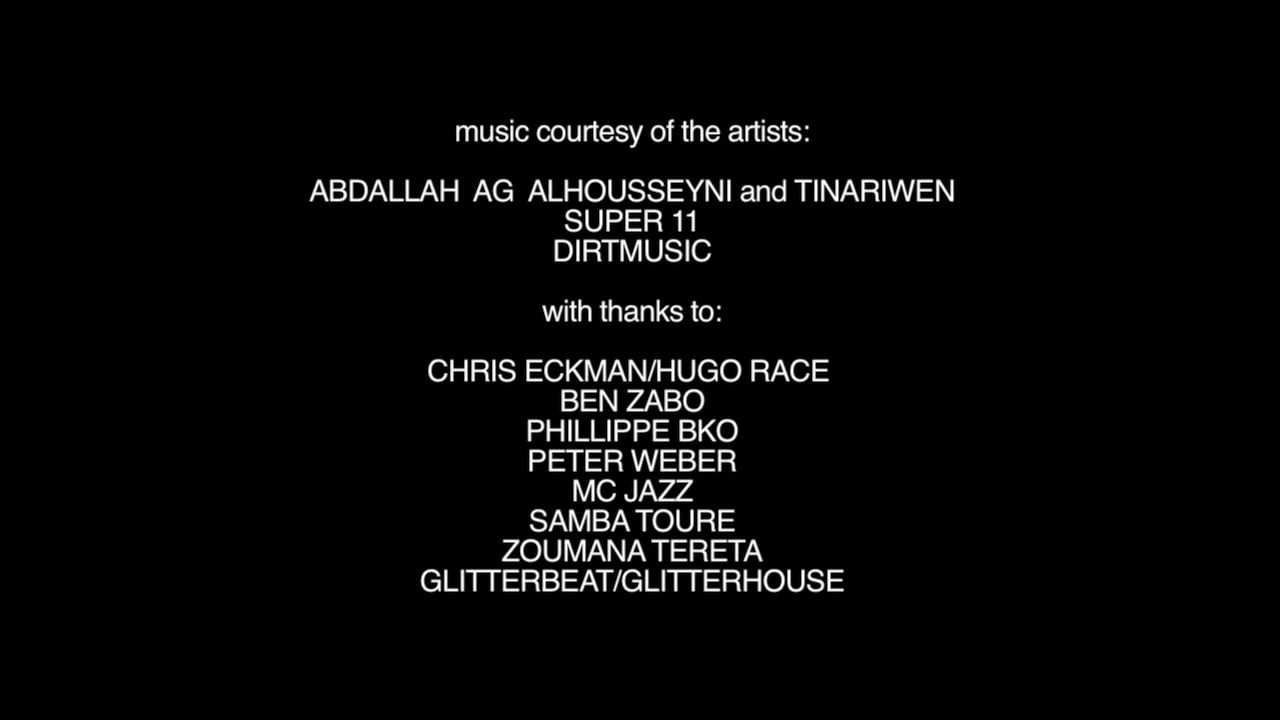 music courtesy of the artists:
ABDALLAH AG ALHOUSSEYNI and TINARIWEN
SUPER 11
DIRTMUSIC
with thanks to:
CHRIS ECKMAN/HUGO RACE
BEN ZABO
PHILLIPPE BKO
PETER WEBER
MC JAZZ
SAMBA TOURE
ZOUMANA TERETA
GLITTERBEAT/GLITTERHOUSE